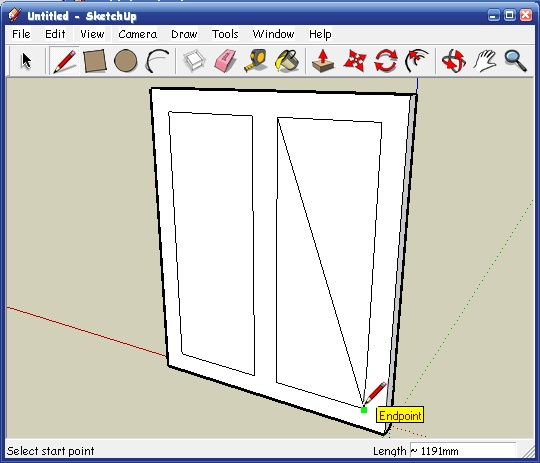 Untitled - SketchUp
File Edit View Camera Draw Tools Window Help
Endpoint
Select start point
Length ~ 1191mm